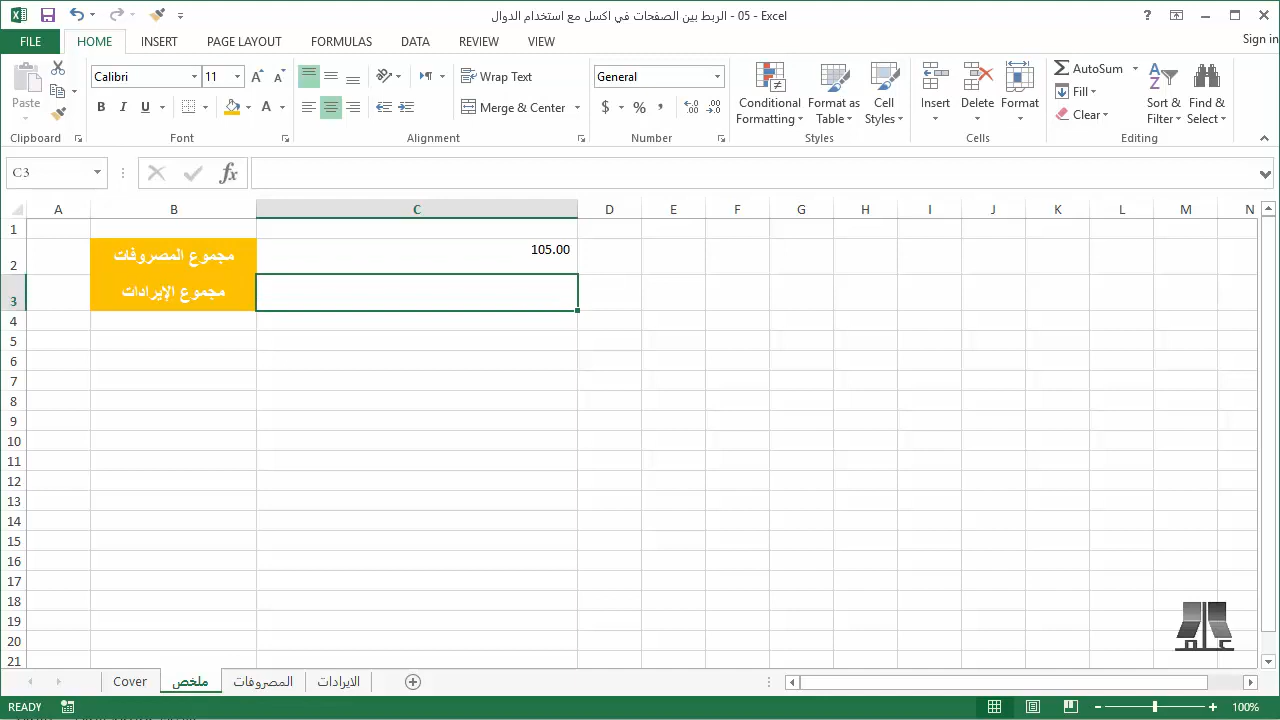 05 - الربط بين الصفحات في اكسل مع استخدام الدوال - Excel
Sign in
FILE HOME INSERT PAGE LAYOUT FORMULAS DATA REVIEW VIEW
Paste
Clipboard
Calibri 11
B I U A
Font
Wrap Text
Merge & Center
Alignment
General
$ % ,
Number
Conditional Formatting
Format as Table
Cell Styles
Styles
Insert Delete Format
Cells
AutoSum
Fill
Clear
Sort & Filter
Find & Select
Editing
C3 fx
A B C D E F G H I J K L M N
1
2 مجموع المصروفات 105.00
3 مجموع الإيرادات
4
5
6
7
8
9
10
11
12
13
14
15
16
17
18
19
20
21
Cover ملخص المصروفات الايرادات
READY 100%